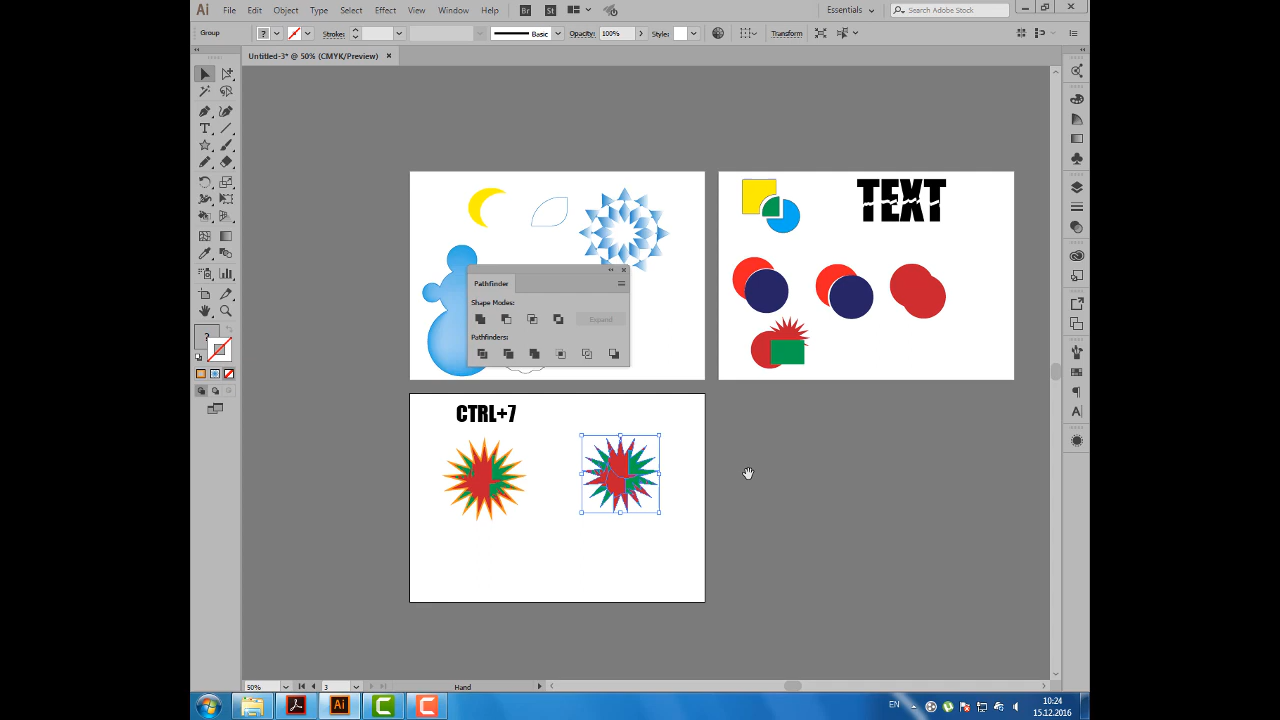 Ai File Edit Object Type Select Effect View Window Help Br St Essentials Search Adobe Stock
Group ? Stroke: Basic Opacity: 100% Style: Transform
Untitled-3* @ 50% (CMYK/Preview) ×
TEXT
Pathfinder
Shape Modes:
Expand
Pathfinders:
?
CTRL+7
50% 3 Hand
Ai EN 10:24
15.12.2016